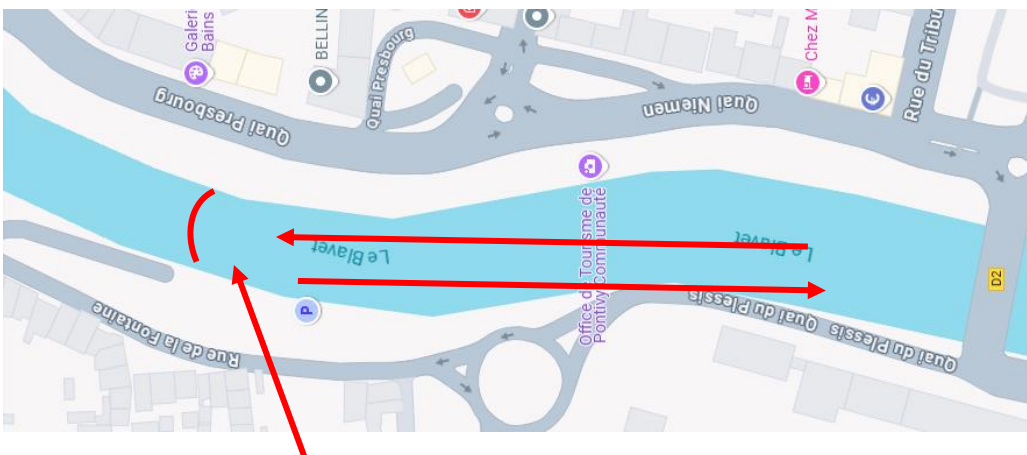 Galerie
Bains
BELLIN
Quai Presbourg
Chez M
Rue du Tribu
Quai Presbourg
Quai Niemen
€
Le Blavet
Le Blavet
Office de Tourisme de
Pontivy Communauté
D2
P
Quai du Plessis
Quai du Plessis
Rue de la Fontaine